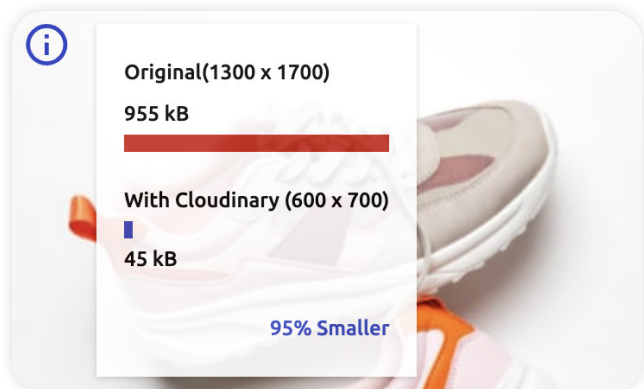 Original(1300 x 1700)
955 kB
With Cloudinary (600 x 700)
45 kB
95% Smaller